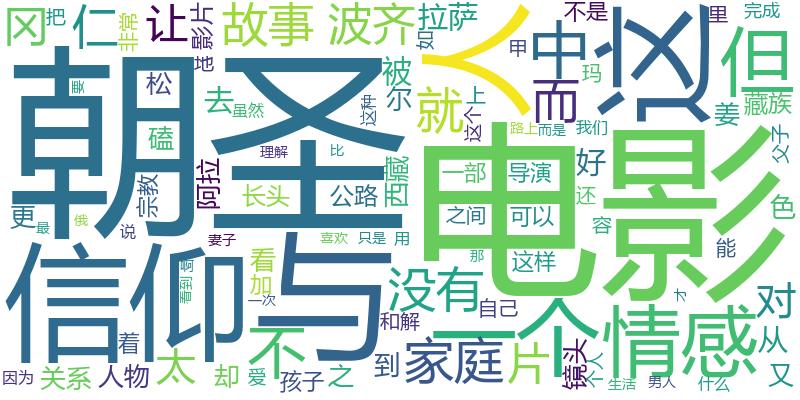 冈
把
仁
非常
让
影片
故事
波齐
拉萨
如
人
不是
甲
中
这
里
完成
但
朝圣
要
松
去
虽然
被
尔
这种
就
上
这个
而
玛
姜
藏族
父子
磕
宗教
阿拉
理解
比
长头
公路
西藏
电影
一部
导演
好
还
色
更
最
俄
说
妻子
喜欢
只是
用
之间
可以
容
能
那
这样
路上
而是
我们
信仰
与
看到
看
加
一次
没有
和解
自己
一个
才
情感
对
着
因为
关系
人物
太
却
不
爱
孩子
之
到
家庭
片
镜头
个人
生活
男人
什么
从
又